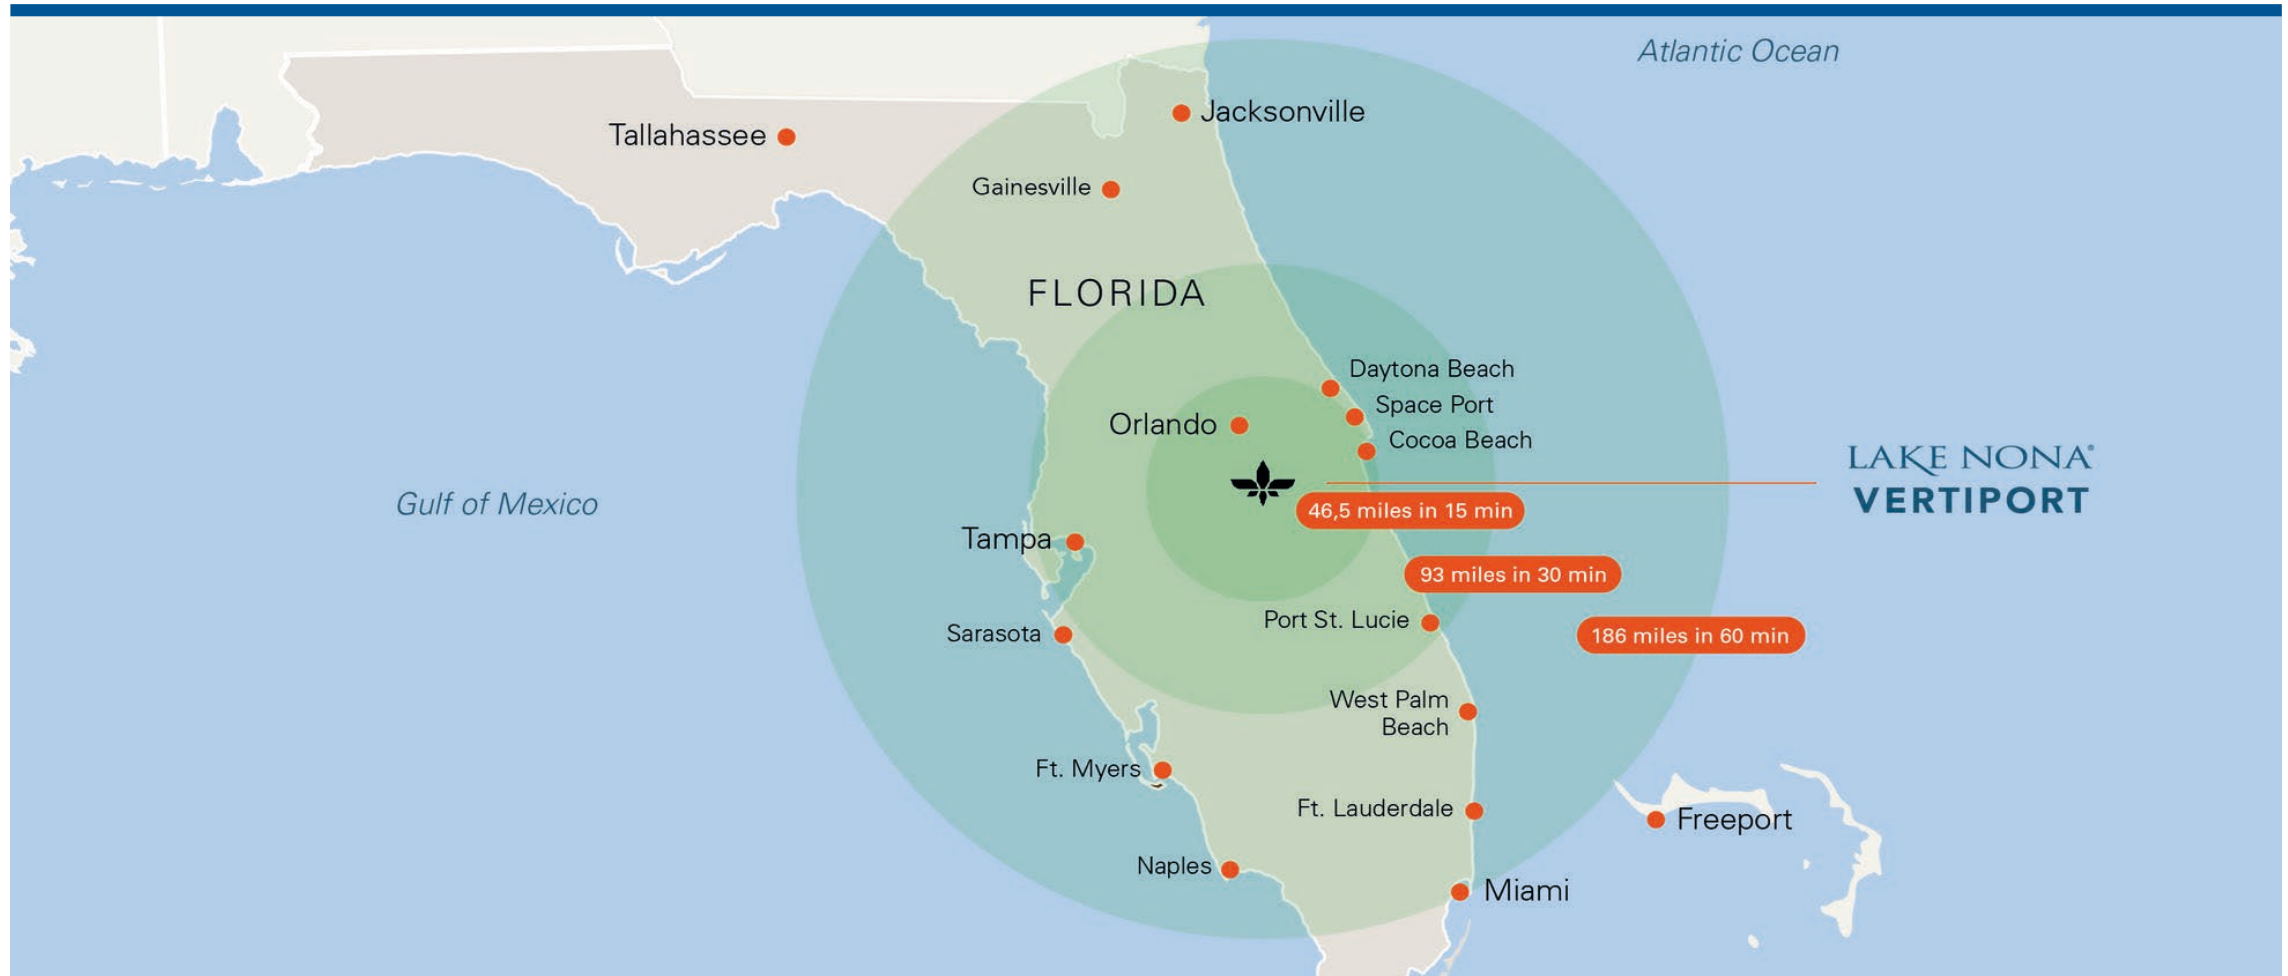 Atlantic Ocean
Jacksonville
Tallahassee
Gainesville
FLORIDA
Daytona Beach
Space Port
Orlando
Cocoa Beach
LAKE NONA®
VERTIPORT
Gulf of Mexico
46,5 miles in 15 min
Tampa
93 miles in 30 min
Port St. Lucie
Sarasota
186 miles in 60 min
West Palm
Beach
Ft. Myers
Ft. Lauderdale
Freeport
Naples
Miami